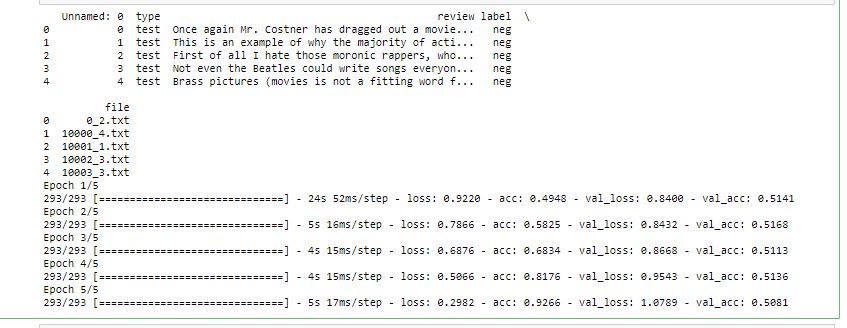 Unnamed: 0 type review label \
0 0 test Once again Mr. Costner has dragged out a movie... neg
1 1 test This is an example of why the majority of acti... neg
2 2 test First of all I hate those moronic rappers, who... neg
3 3 test Not even the Beatles could write songs everyon... neg
4 4 test Brass pictures (movies is not a fitting word f... neg
file
0 0_2.txt
1 10000_4.txt
2 10001_1.txt
3 10002_3.txt
4 10003_3.txt
Epoch 1/5
293/293 [==============================] - 24s 52ms/step - loss: 0.9220 - acc: 0.4948 - val_loss: 0.8400 - val_acc: 0.5141
Epoch 2/5
293/293 [==============================] - 5s 16ms/step - loss: 0.7866 - acc: 0.5825 - val_loss: 0.8432 - val_acc: 0.5168
Epoch 3/5
293/293 [==============================] - 4s 15ms/step - loss: 0.6876 - acc: 0.6834 - val_loss: 0.8668 - val_acc: 0.5113
Epoch 4/5
293/293 [==============================] - 4s 15ms/step - loss: 0.5066 - acc: 0.8176 - val_loss: 0.9543 - val_acc: 0.5136
Epoch 5/5
293/293 [==============================] - 5s 17ms/step - loss: 0.2982 - acc: 0.9266 - val_loss: 1.0789 - val_acc: 0.5081